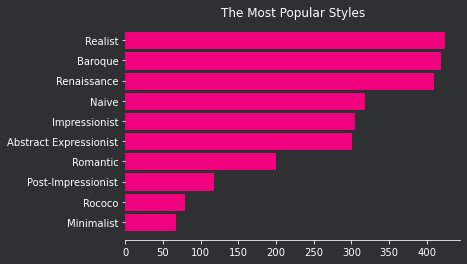 The Most Popular Styles
Realist
Baroque
Renaissance
Naive
Impressionist
Abstract Expressionist
Romantic
Post-Impressionist
Rococo
Minimalist
0 50 100 150 200 250 300 350 400